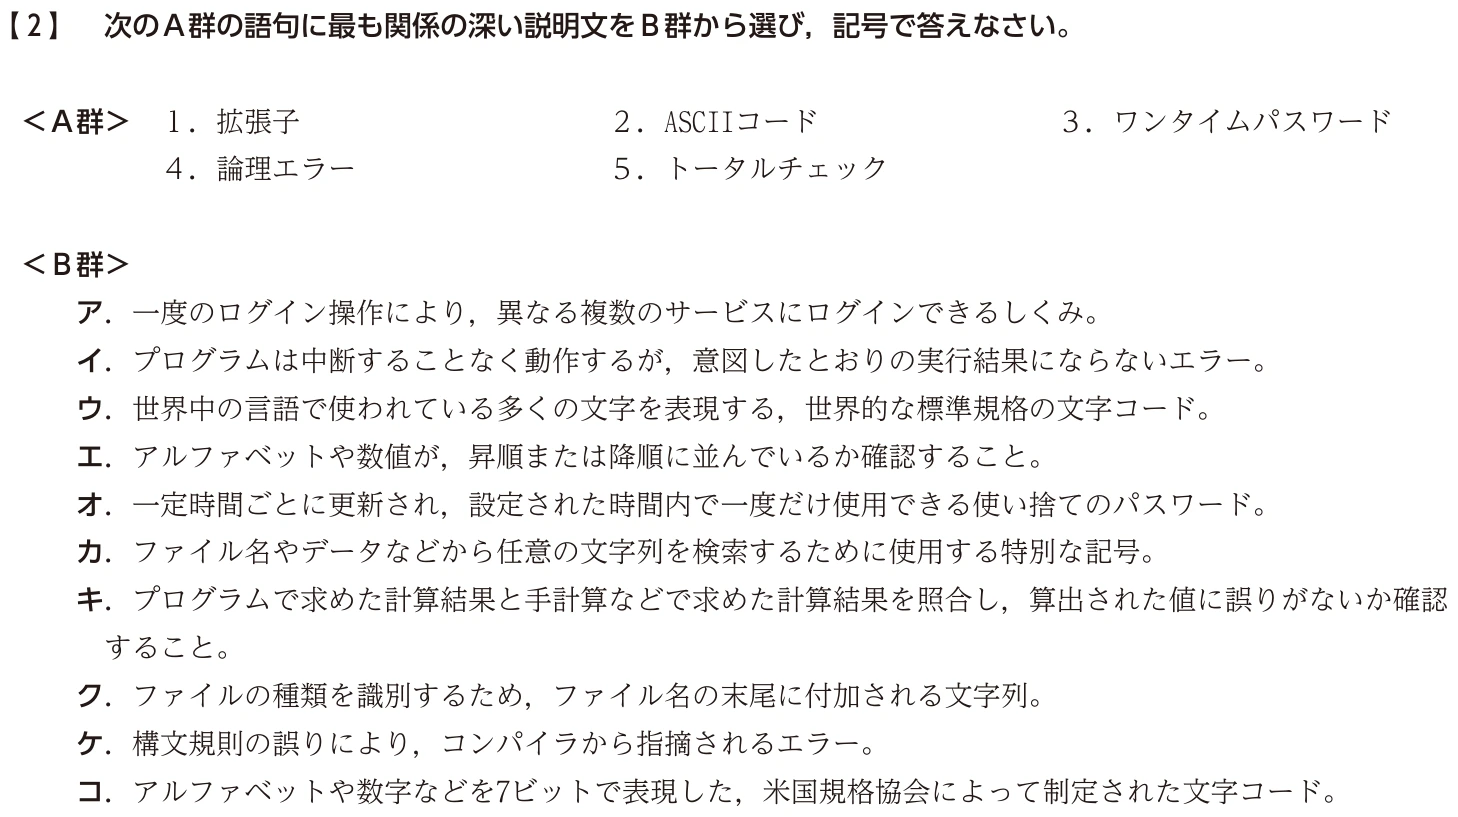 【２】　次のＡ群の語句に最も関係の深い説明文をＢ群から選び，記号で答えなさい。
＜Ａ群＞　１．拡張子　２．ASCIIコード　３．ワンタイムパスワード
４．論理エラー　５．トータルチェック
＜Ｂ群＞
ア．一度のログイン操作により，異なる複数のサービスにログインできるしくみ。
イ．プログラムは中断することなく動作するが，意図したとおりの実行結果にならないエラー。
ウ．世界中の言語で使われている多くの文字を表現する，世界的な標準規格の文字コード。
エ．アルファベットや数値が，昇順または降順に並んでいるか確認すること。
オ．一定時間ごとに更新され，設定された時間内で一度だけ使用できる使い捨てのパスワード。
カ．ファイル名やデータなどから任意の文字列を検索するために使用する特別な記号。
キ．プログラムで求めた計算結果と手計算などで求めた計算結果を照合し，算出された値に誤りがないか確認
すること。
ク．ファイルの種類を識別するため，ファイル名の末尾に付加される文字列。
ケ．構文規則の誤りにより，コンパイラから指摘されるエラー。
コ．アルファベットや数字などを7ビットで表現した，米国規格協会によって制定された文字コード。